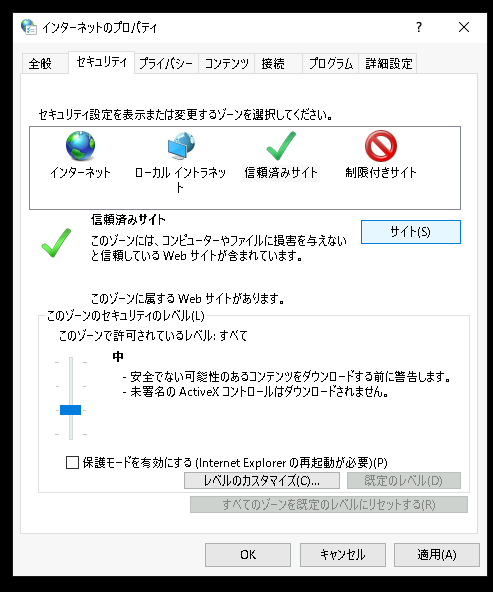 インターネットのプロパティ
?
全般 セキュリティ プライバシー コンテンツ 接続 プログラム 詳細設定
セキュリティ設定を表示または変更するゾーンを選択してください。
インターネット ローカル イントラネッ
ト 信頼済みサイト 制限付きサイト
信頼済みサイト
サイト(S)
このゾーンには、コンピューターやファイルに損害を与えない
と信頼している Web サイトが含まれています。
このゾーンに属する Web サイトがあります。
このゾーンのセキュリティのレベル(L)
このゾーンで許可されているレベル: すべて
中
- 安全でない可能性のあるコンテンツをダウンロードする前に警告します。
- 未署名の ActiveX コントロールはダウンロードされません。
保護モードを有効にする (Internet Explorer の再起動が必要)(P)
レベルのカスタマイズ(C)... 既定のレベル(D)
すべてのゾーンを既定のレベルにリセットする(R)
OK キャンセル 適用(A)